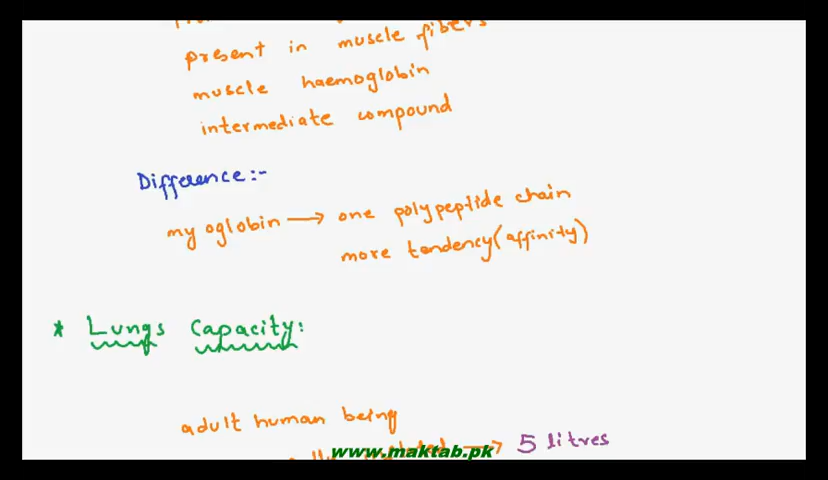 present in muscle fibers
muscle haemoglobin
intermediate compound
Difference:-
myoglobin → one polypeptide chain
more tendency (affinity)
* Lungs Capacity:
adult human being
→ 5 litres
www.maktab.pk